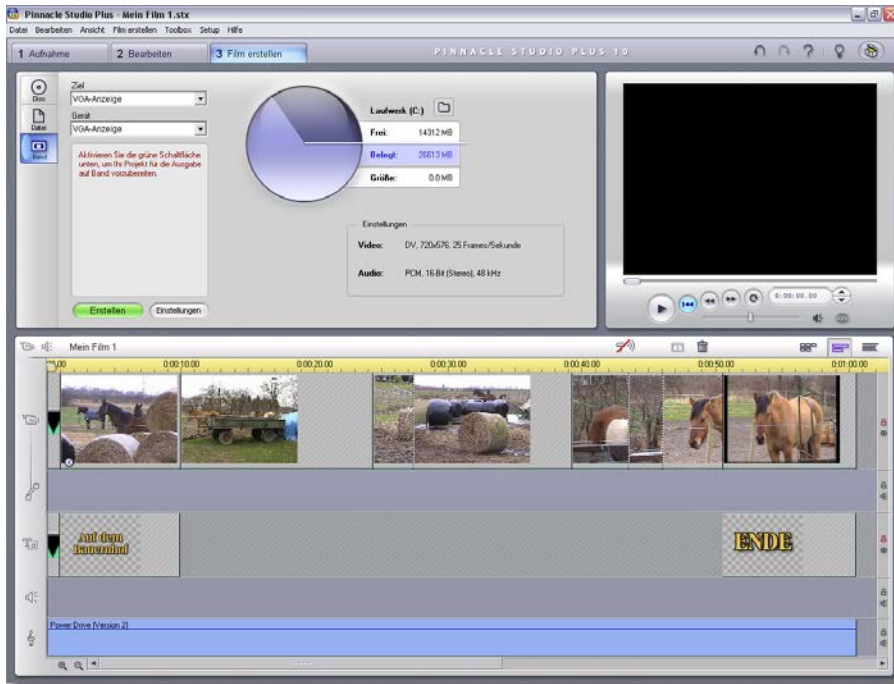 Pinnacle Studio Plus - Mein Film 1.stx
Datei Bearbeiten Ansicht Film erstellen Toolbox Setup Hilfe
1 Aufnahme 2 Bearbeiten 3 Film erstellen PINNACLE STUDIO PLUS 10
Disc
Datei
Band
Ziel
VGA-Anzeige
Gerät
VGA-Anzeige
Aktivieren Sie die grüne Schaltfläche
unten, um Ihr Projekt für die Ausgabe
auf Band vorzubereiten.
Erstellen Einstellungen
Laufwerk (C:)
Frei: 14312 MB
Belegt: 26613 MB
Größe: 0.0 MB
Einstellungen
Video: DV, 720x576, 25 Frames/Sekunde
Audio: PCM, 16-Bit (Stereo), 48 kHz
0:00:00.00
Mein Film 1
0:00:10.00 0:00:20.00 0:00:30.00 0:00:40.00 0:00:50.00 0:01:00.00
Auf dem
Bauernhof
ENDE
Power Drive [Version 2]